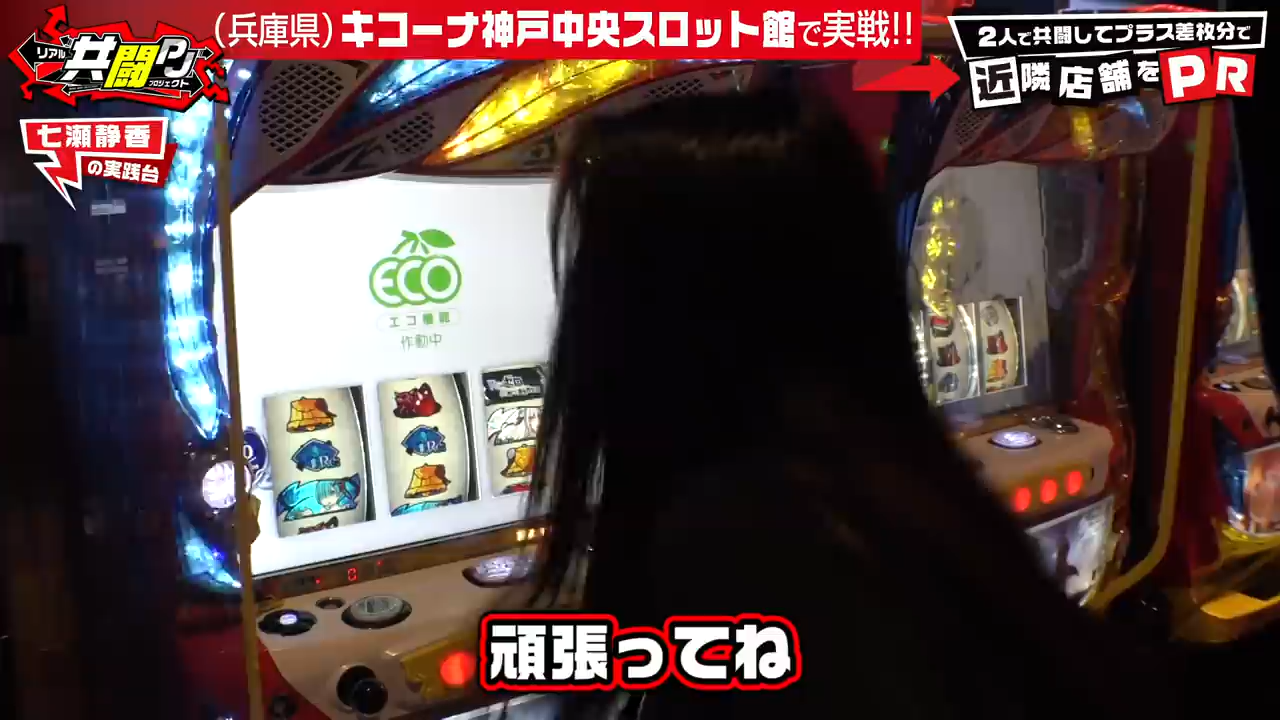 リアル
共闘PJ
プロジェクト
(兵庫県)キコーナ神戸中央スロット館で実戦!!
2人で共闘してプラス差枚分で
近隣店舗をPR
七瀬静香
の実践台
ECO
エコ機能
作動中
頑張ってね